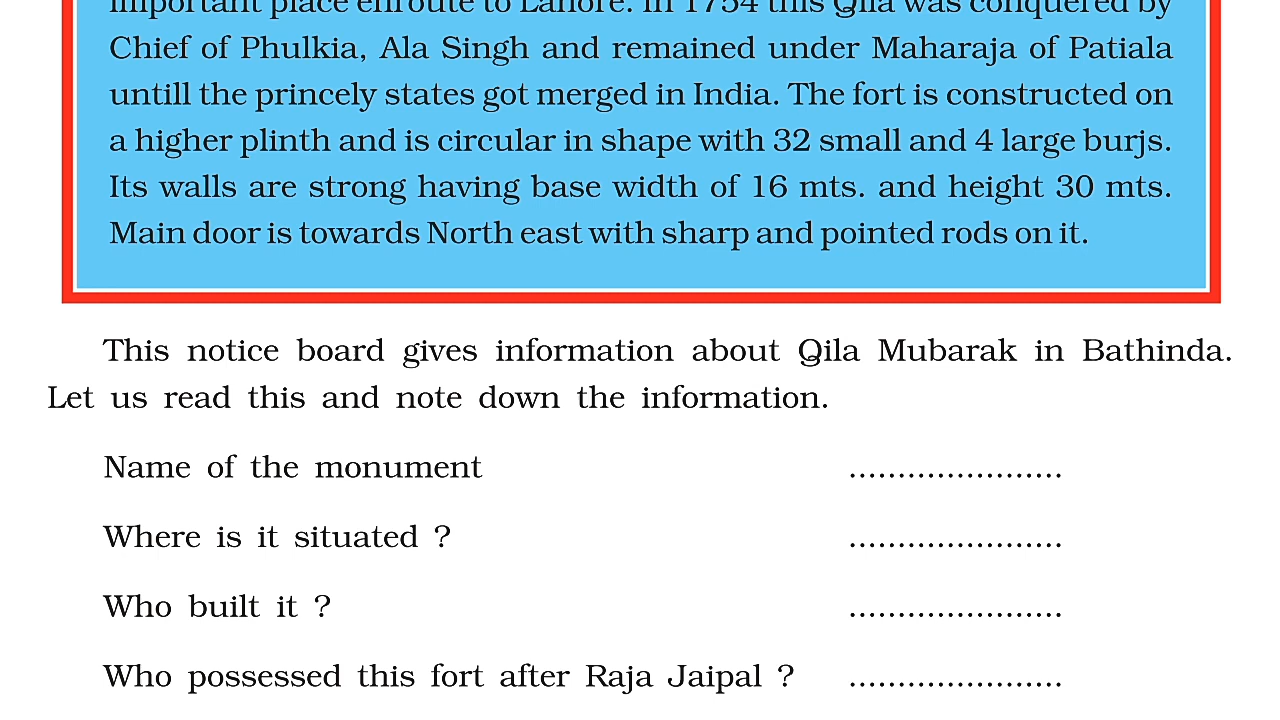 important place enroute to Lahore. In 1754 this Qila was conquered by
Chief of Phulkia, Ala Singh and remained under Maharaja of Patiala
untill the princely states got merged in India. The fort is constructed on
a higher plinth and is circular in shape with 32 small and 4 large burjs.
Its walls are strong having base width of 16 mts. and height 30 mts.
Main door is towards North east with sharp and pointed rods on it.
This notice board gives information about Qila Mubarak in Bathinda.
Let us read this and note down the information.
Name of the monument ......................
Where is it situated ? ......................
Who built it ? ......................
Who possessed this fort after Raja Jaipal ? ......................